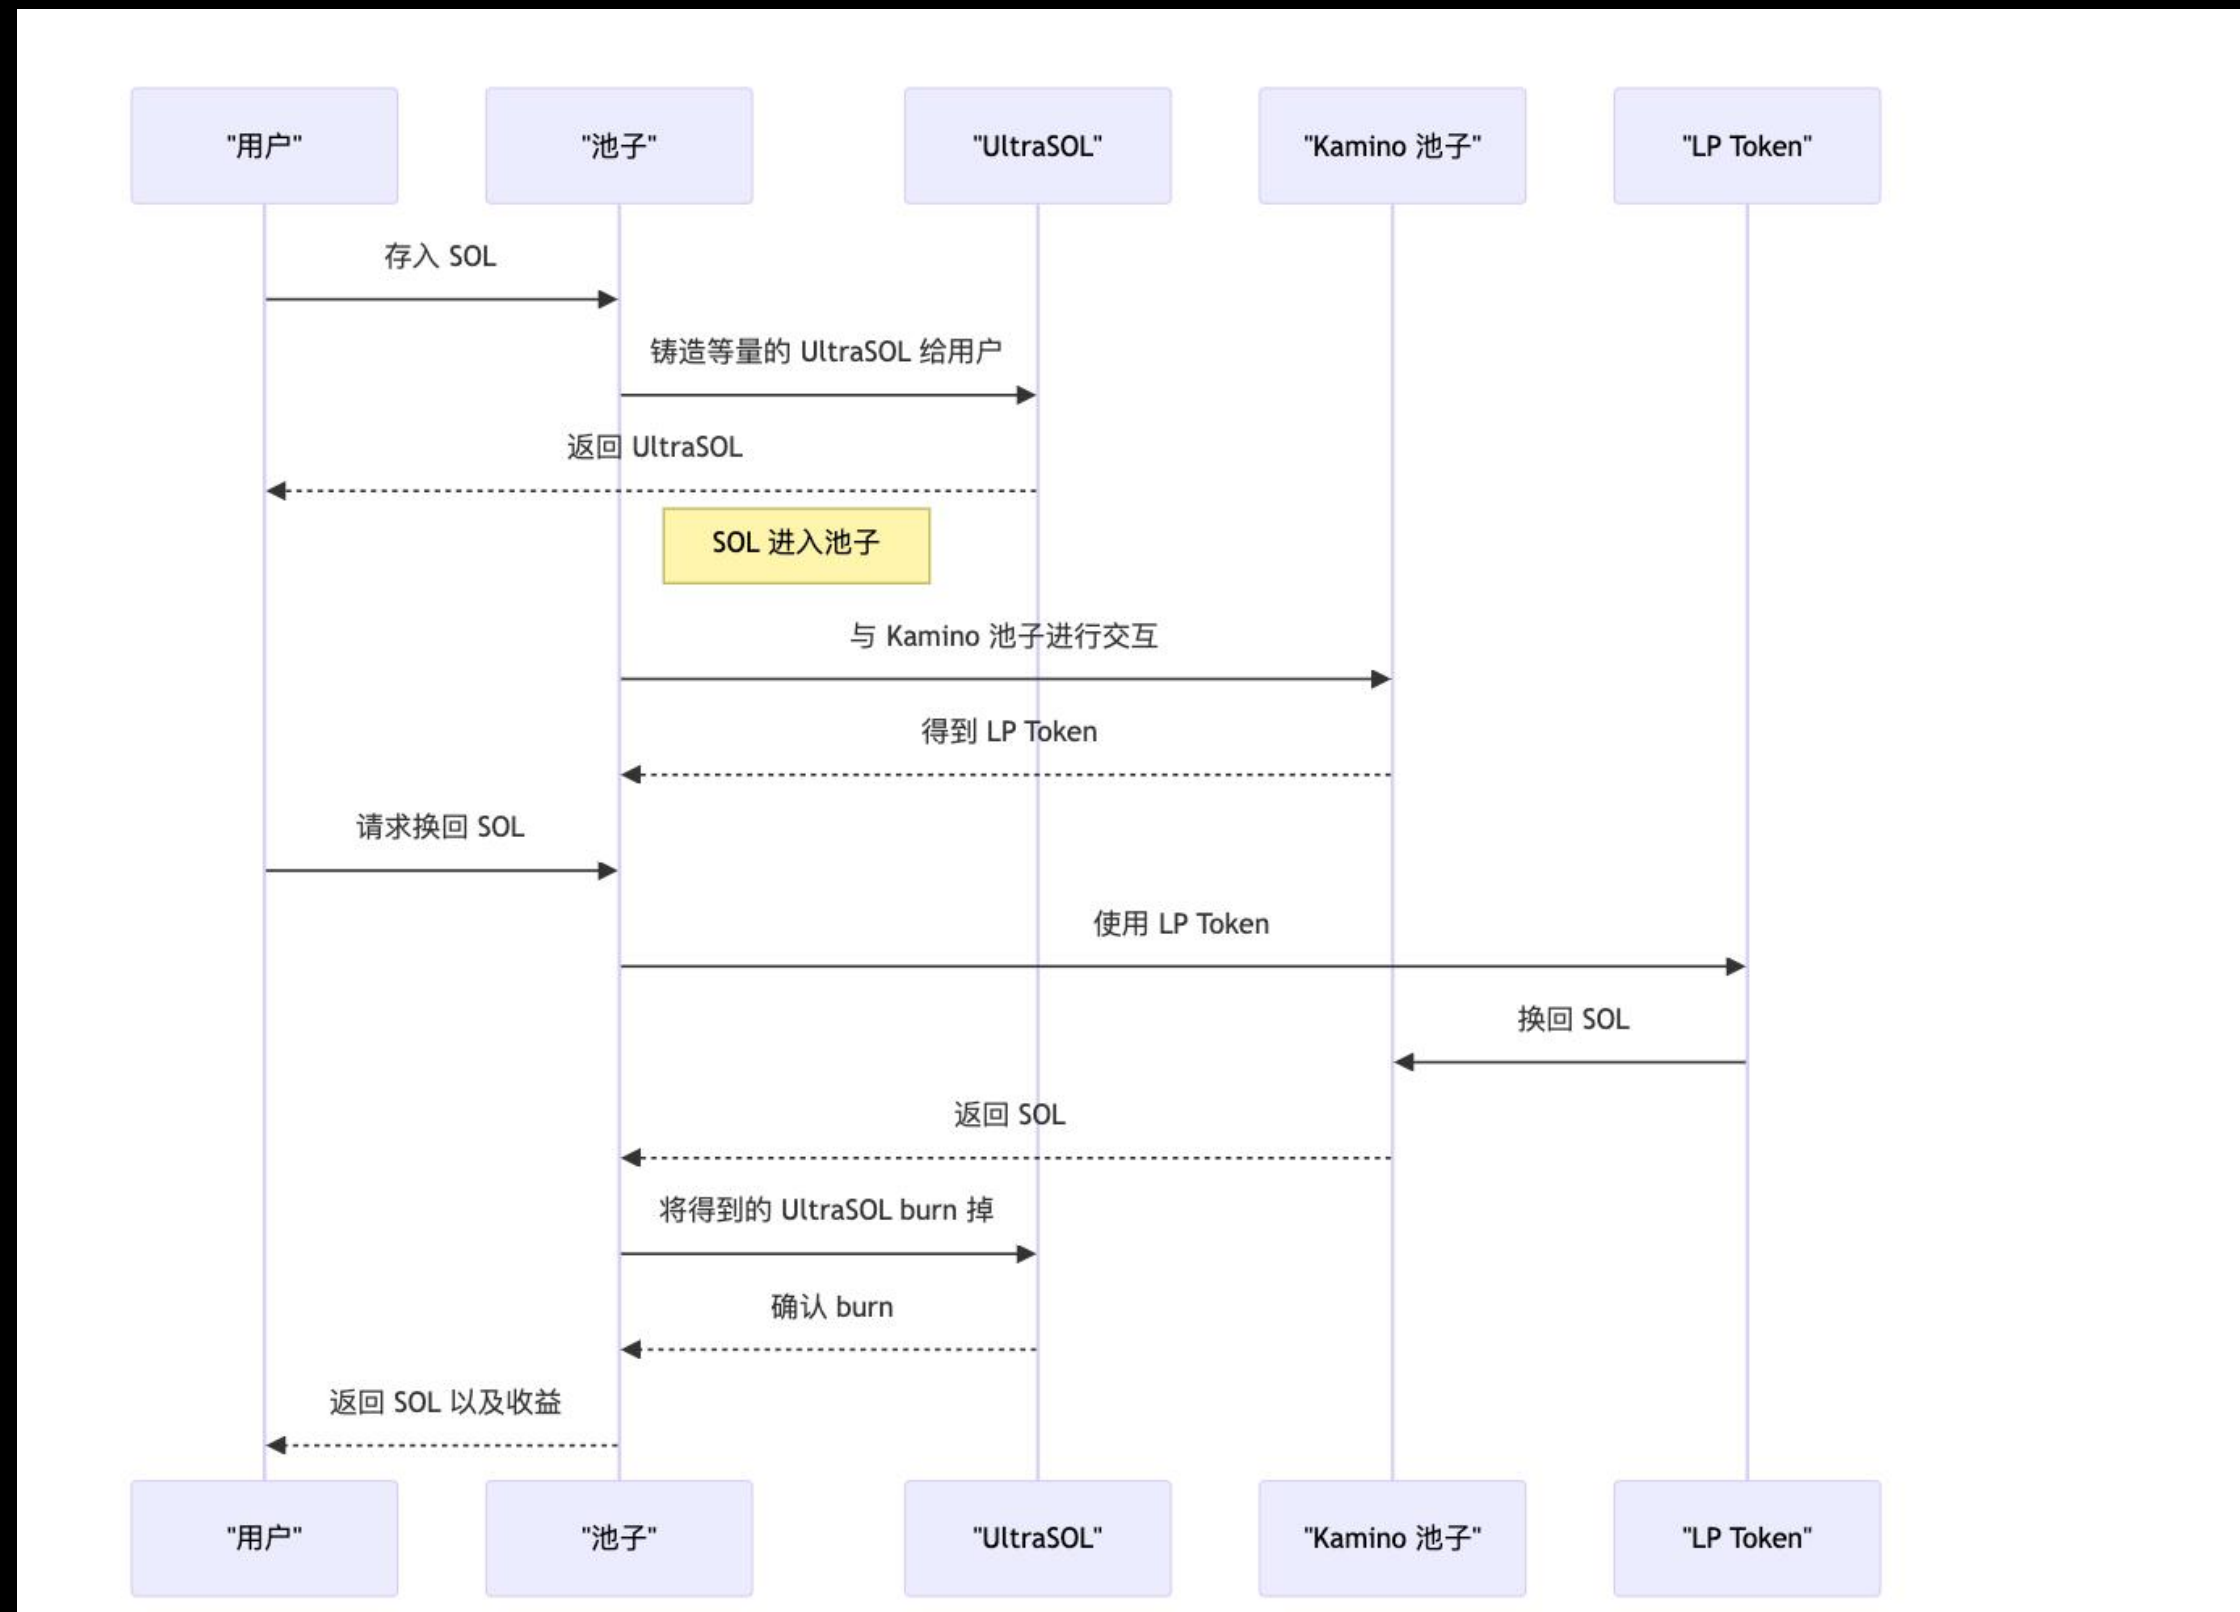 "用户"
"池子"
"UltraSOL"
"Kamino 池子"
"LP Token"
存入 SOL
铸造等量的 UltraSOL 给用户
返回 UltraSOL
SOL 进入池子
与 Kamino 池子进行交互
得到 LP Token
请求换回 SOL
使用 LP Token
换回 SOL
返回 SOL
将得到的 UltraSOL burn 掉
确认 burn
返回 SOL 以及收益
"用户"
"池子"
"UltraSOL"
"Kamino 池子"
"LP Token"